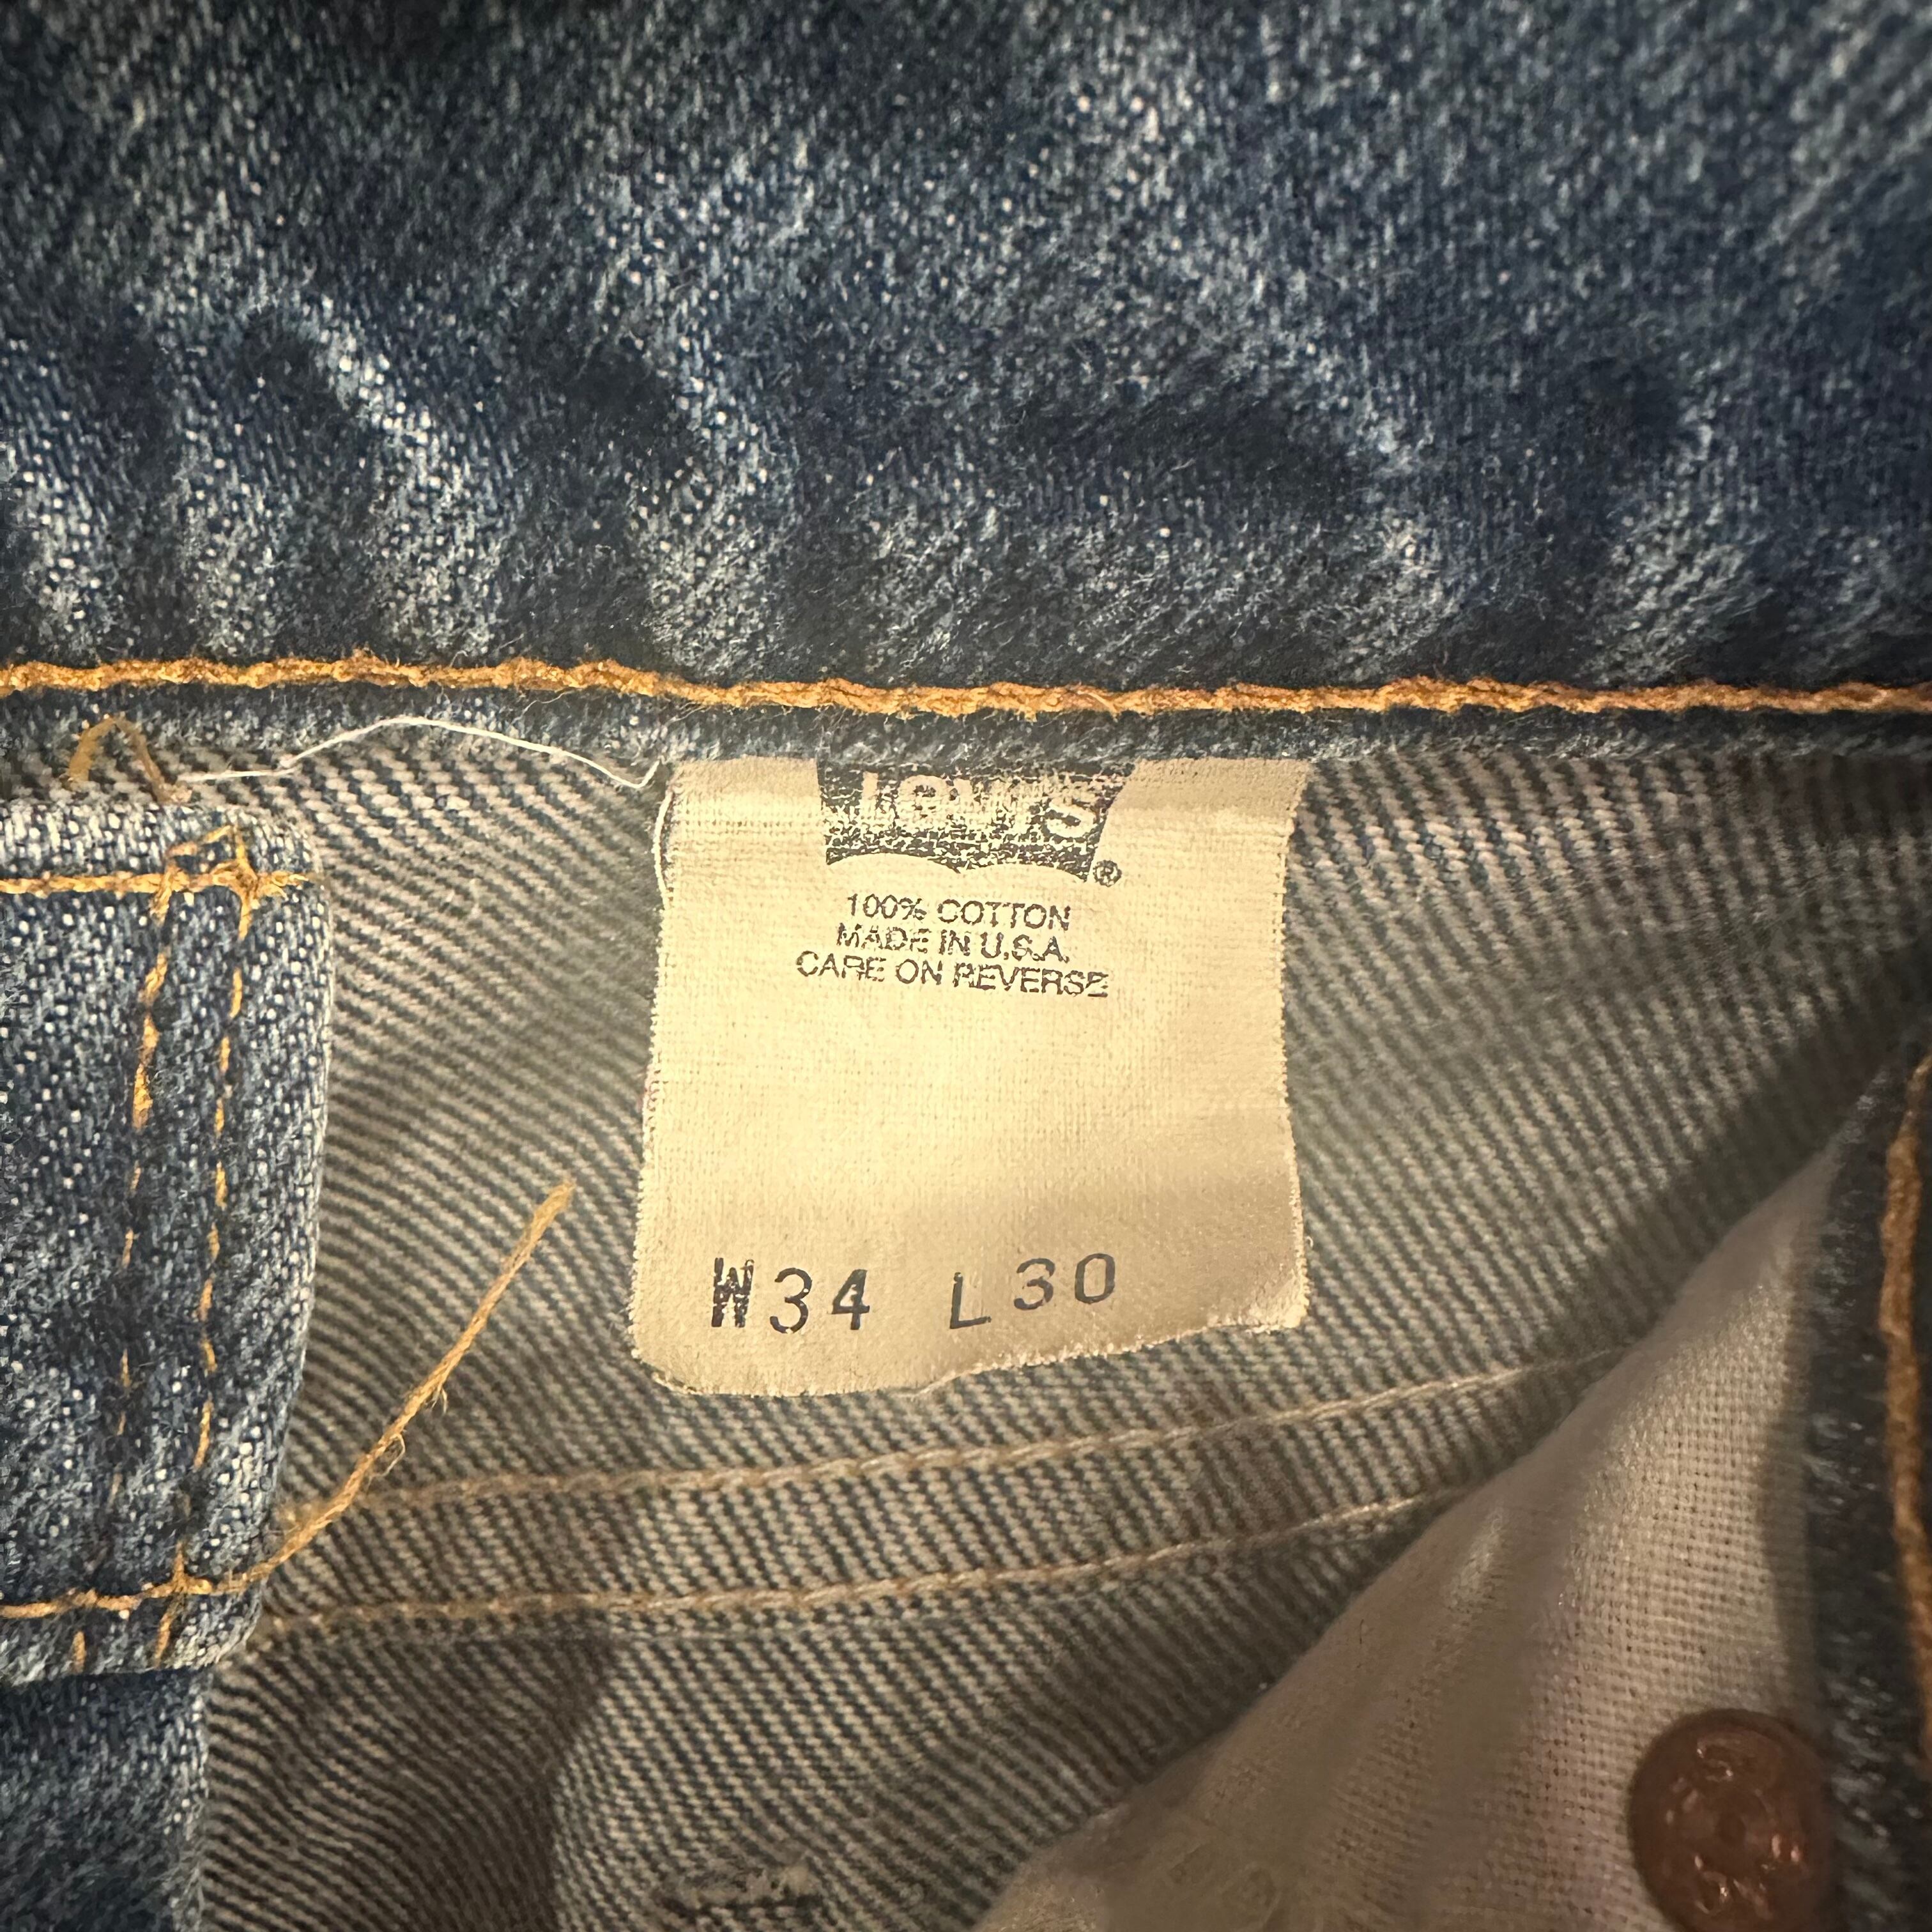 Levi's
®
100% COTTON
MADE IN U.S.A.
CARE ON REVERSE
W34 L30